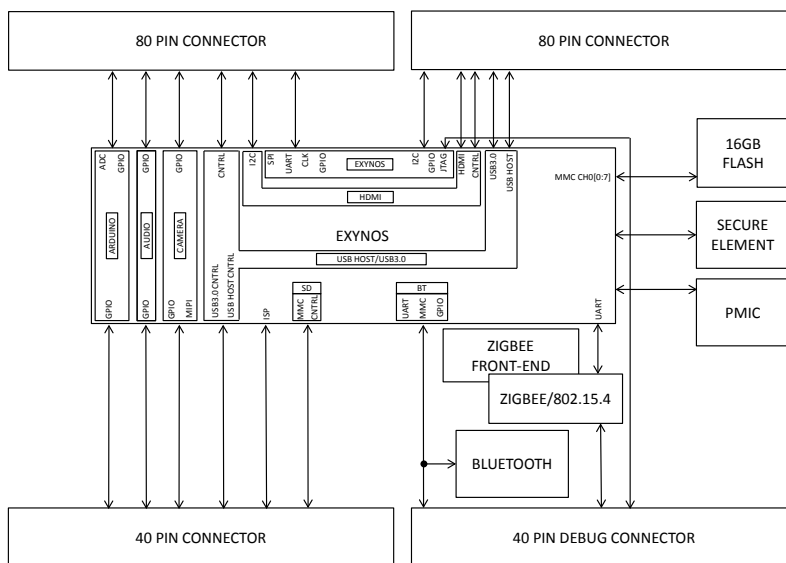 80 PIN CONNECTOR
80 PIN CONNECTOR
ADC
GPIO
GPIO
GPIO
CNTRL
I2C
SPI
UART
CLK
GPIO
EXYNOS
I2C
GPIO
JTAG
HDMI
CNTRL
USB3.0
USB HOST
MMC CH0[0:7]
16GB
FLASH
HDMI
ARDUINO
AUDIO
CAMERA
EXYNOS
SECURE
ELEMENT
USB HOST/USB3.0
GPIO
GPIO
GPIO
MIPI
USB3.0 CNTRL
USB HOST CNTRL
ISP
SD
MMC
CNTRL
BT
UART
MMC
GPIO
UART
PMIC
ZIGBEE
FRONT-END
ZIGBEE/802.15.4
BLUETOOTH
40 PIN CONNECTOR
40 PIN DEBUG CONNECTOR